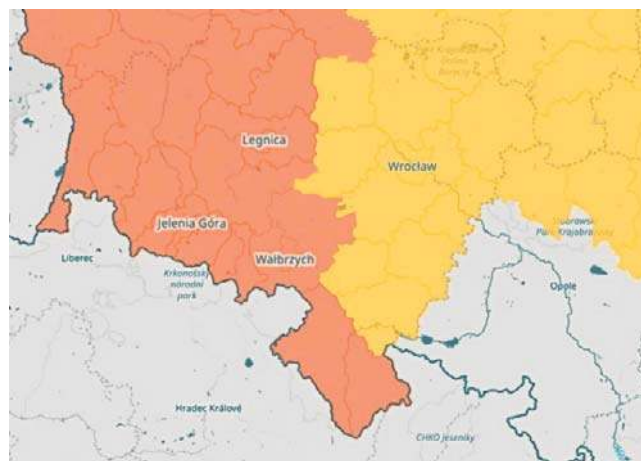 Legnica
Wrocław
Jelenia Góra
Wałbrzych
Liberec
Krkonošský
národní
park
Opole
Hradec Králové
CHKO Jeseníky